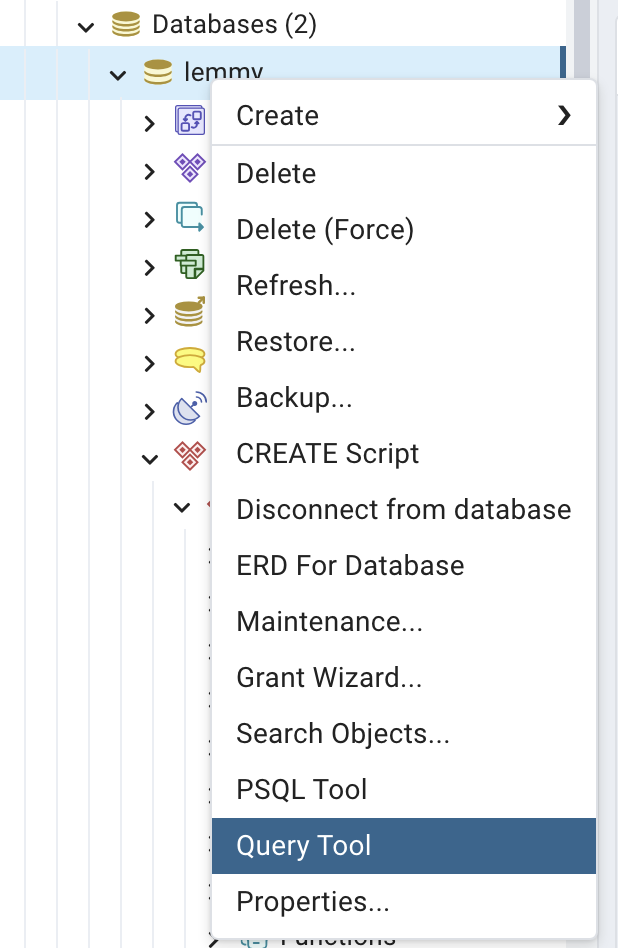 Databases (2)
lemmy
Create
Delete
Delete (Force)
Refresh...
Restore...
Backup...
CREATE Script
Disconnect from database
ERD For Database
Maintenance...
Grant Wizard...
Search Objects...
PSQL Tool
Query Tool
Properties...
Functions